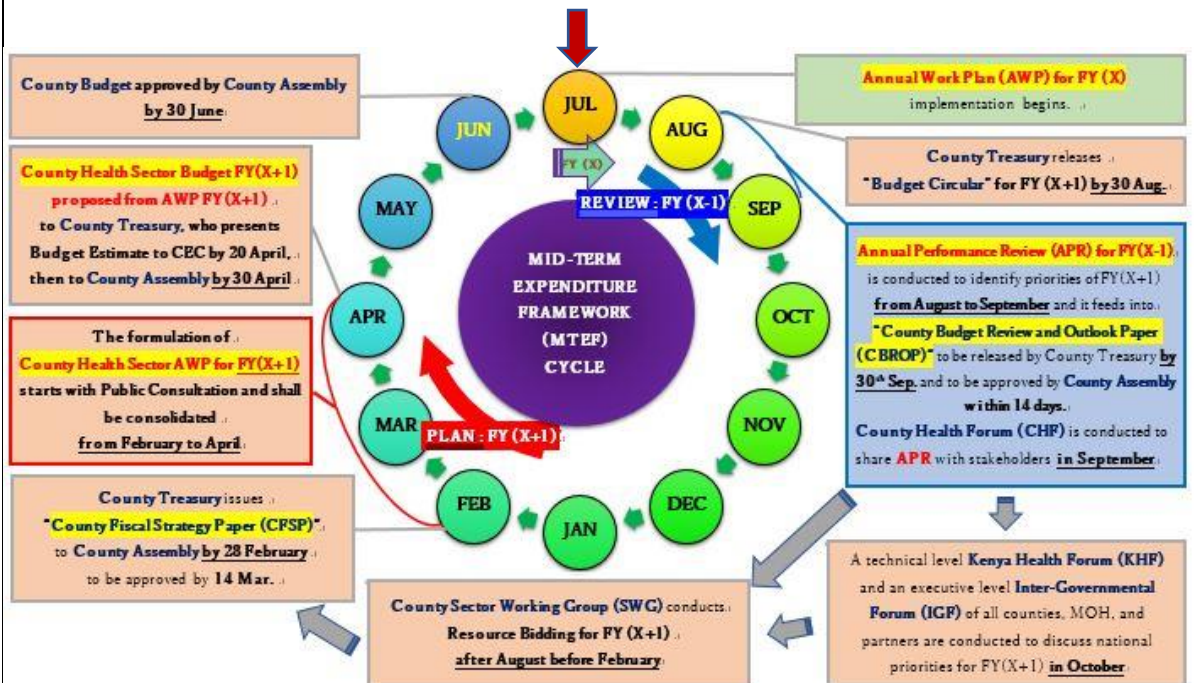 County Budget approved by County Assembly
by 30 June
County Health Sector Budget FY(X+1)
proposed from AWP FY (X+1)
to County Treasury, who presents
Budget Estimate to CEC by 20 April,
then to County Assembly by 30 April
The formulation of
County Health Sector AWP for FY(X+1)
starts with Public Consultation and shall
be consolidated
from February to April
County Treasury issues
"County Fiscal Strategy Paper (CFSP)"
to County Assembly by 28 February
to be approved by 14 Mar.
JUL
AUG
SEP
OCT
NOV
DEC
JAN
FEB
MAR
APR
MAY
JUN
FY (X)
REVIEW : FY (X-1)
MID-TERM
EXPENDITURE
FRAMEWORK
(MTEF)
CYCLE
PLAN : FY (X+1)
Annual Work Plan (AWP) for FY (X)
implementation begins.
County Treasury releases
"Budget Circular" for FY (X+1) by 30 Aug.
Annual Performance Review (APR) for FY(X-1)
is conducted to identify priorities of FY(X+1)
from August to September and it feeds into
"County Budget Review and Outlook Paper
(CBROP)" to be released by County Treasury by
30th Sep. and to be approved by County Assembly
within 14 days.
County Health Forum (CHF) is conducted to
share APR with stakeholders in September
A technical level Kenya Health Forum (KHF)
and an executive level Inter-Governmental
Forum (IGF) of all counties, MOH, and
partners are conducted to discuss national
priorities for FY(X+1) in October
County Sector Working Group (SWG) conducts
Resource Bidding for FY (X+1)
after August before February